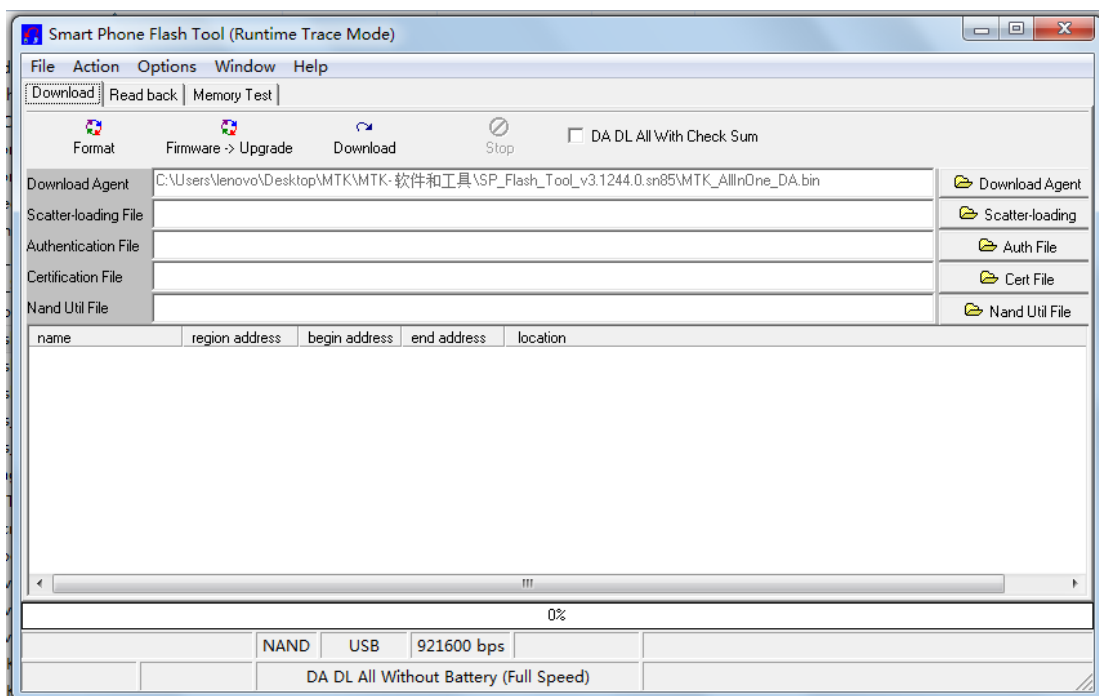 Smart Phone Flash Tool (Runtime Trace Mode)
File Action Options Window Help
Download Read back Memory Test
Format Firmware -> Upgrade Download Stop DA DL All With Check Sum
Download Agent C:\Users\lenovo\Desktop\MTK\MTK-软件和工具\SP_Flash_Tool_v3.1244.0.sn85\MTK_AllInOne_DA.bin Download Agent
Scatter-loading File Scatter-loading
Authentication File Auth File
Certification File Cert File
Nand Util File Nand Util File
name region address begin address end address location
0%
NAND USB 921600 bps
DA DL All Without Battery (Full Speed)